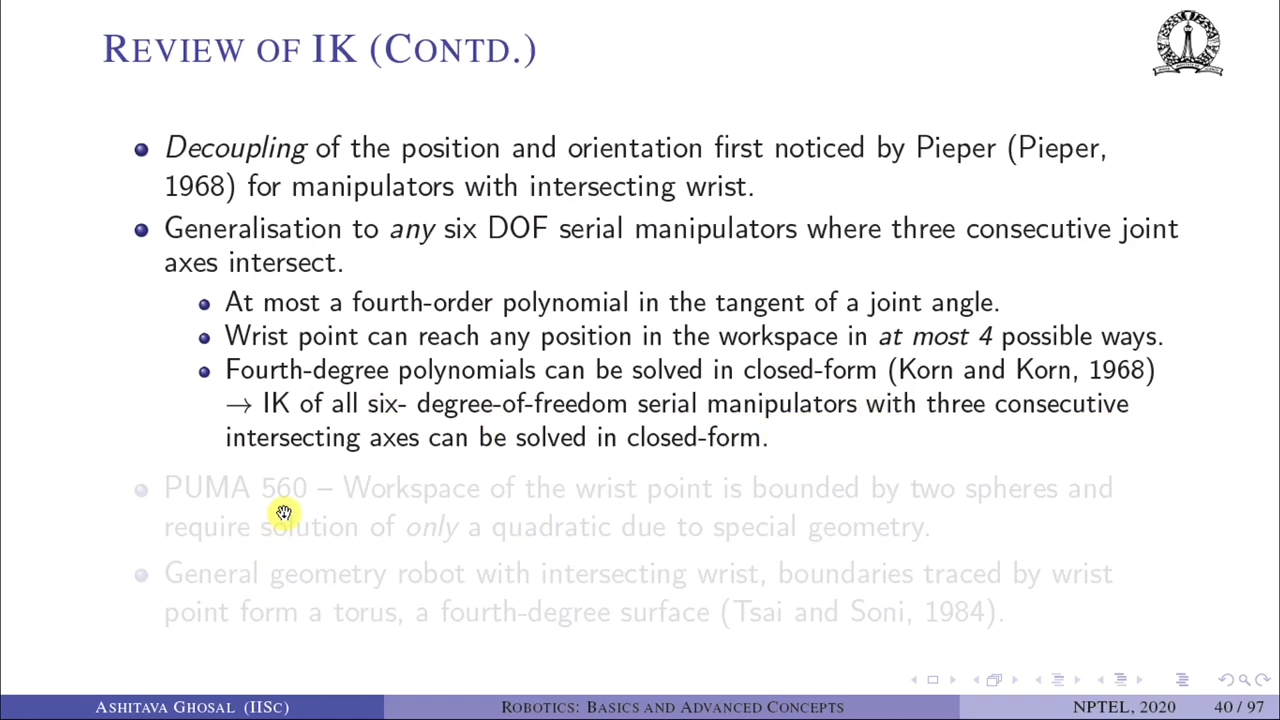 REVIEW OF IK (CONTD.)
Decoupling of the position and orientation first noticed by Pieper (Pieper,
1968) for manipulators with intersecting wrist.
Generalisation to any six DOF serial manipulators where three consecutive joint
axes intersect.
At most a fourth-order polynomial in the tangent of a joint angle.
Wrist point can reach any position in the workspace in at most 4 possible ways.
Fourth-degree polynomials can be solved in closed-form (Korn and Korn, 1968)
→ IK of all six- degree-of-freedom serial manipulators with three consecutive
intersecting axes can be solved in closed-form.
PUMA 560 – Workspace of the wrist point is bounded by two spheres and
require solution of only a quadratic due to special geometry.
General geometry robot with intersecting wrist, boundaries traced by wrist
point form a torus, a fourth-degree surface (Tsai and Soni, 1984).
ASHITAVA GHOSAL (IISC) ROBOTICS: BASICS AND ADVANCED CONCEPTS NPTEL, 2020 40 / 97